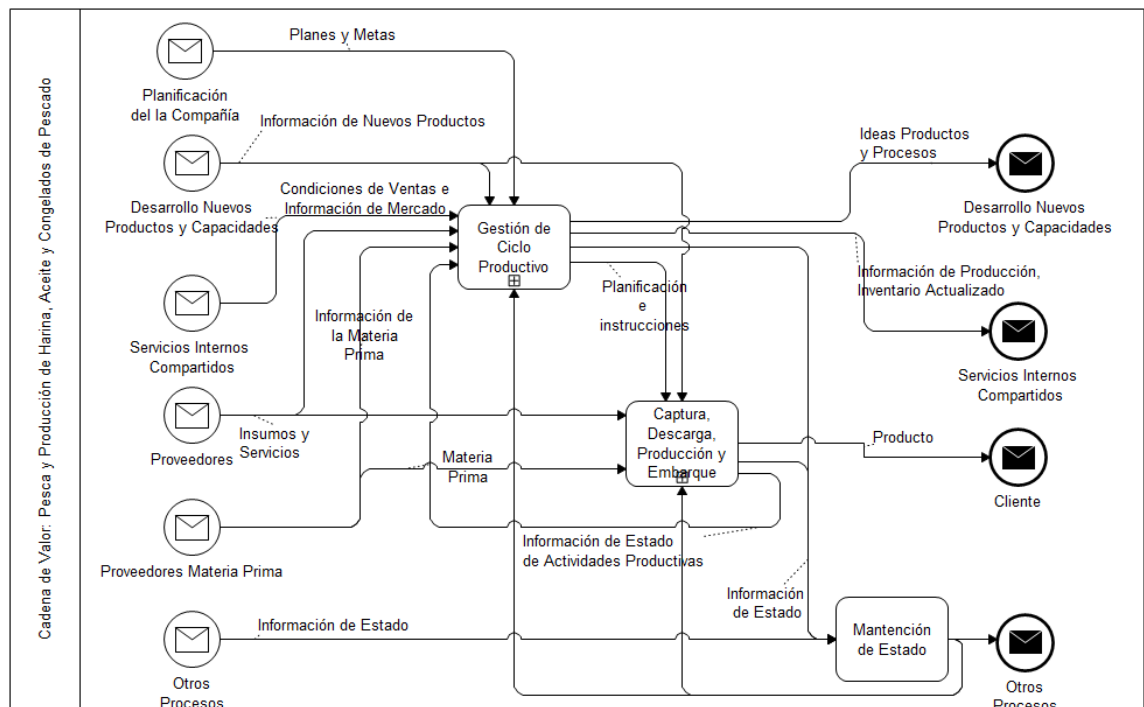 Cadena de Valor: Pesca y Producción de Harina, Aceite y Congelados de Pescado
Planes y Metas
Planificación
del la Compañía
Información de Nuevos Productos
Desarrollo Nuevos
Productos y Capacidades
Condiciones de Ventas e
Información de Mercado
Gestión de
Ciclo
Productivo
Ideas Productos
y Procesos
Desarrollo Nuevos
Productos y Capacidades
Información de Producción,
Inventario Actualizado
Planificación
e
instrucciones
Información de
la Materia
Prima
Servicios Internos
Compartidos
Servicios Internos
Compartidos
Insumos y
Servicios
Proveedores
Captura,
Descarga,
Producción y
Embarque
Producto
Cliente
Materia
Prima
Proveedores Materia Prima
Información de Estado
de Actividades Productivas
Información
de Estado
Información de Estado
Mantención
de Estado
Otros
Procesos
Otros
Procesos